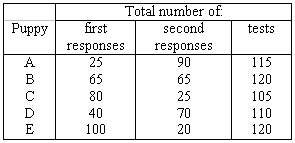 Total number of:
Puppy first second tests
responses responses
A 25 90 115
B 65 65 120
C 80 25 105
D 40 70 110
E 100 20 120